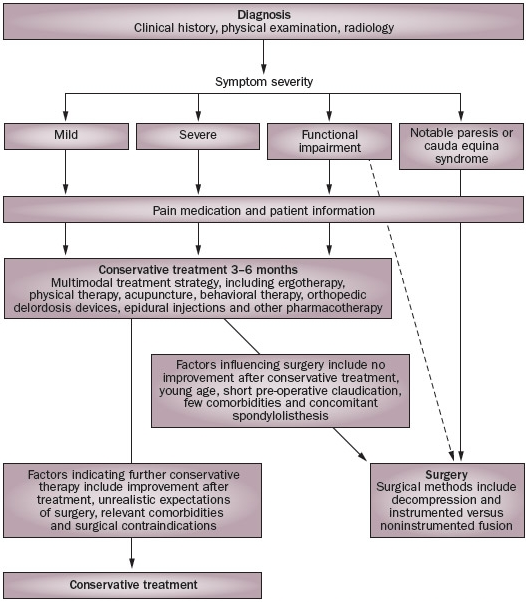 Diagnosis
Clinical history, physical examination, radiology
Symptom severity
Mild
Severe
Functional
impairment
Notable paresis or
cauda equina
syndrome
Pain medication and patient information
Conservative treatment 3–6 months
Multimodal treatment strategy, including ergotherapy,
physical therapy, acupuncture, behavioral therapy, orthopedic
delordosis devices, epidural injections and other pharmacotherapy
Factors influencing surgery include no
improvement after conservative treatment,
young age, short pre-operative claudication,
few comorbidities and concomitant
spondylolisthesis
Factors indicating further conservative
therapy include improvement after
treatment, unrealistic expectations
of surgery, relevant comorbidities
and surgical contraindications
Surgery
Surgical methods include
decompression and
instrumented versus
noninstrumented fusion
Conservative treatment